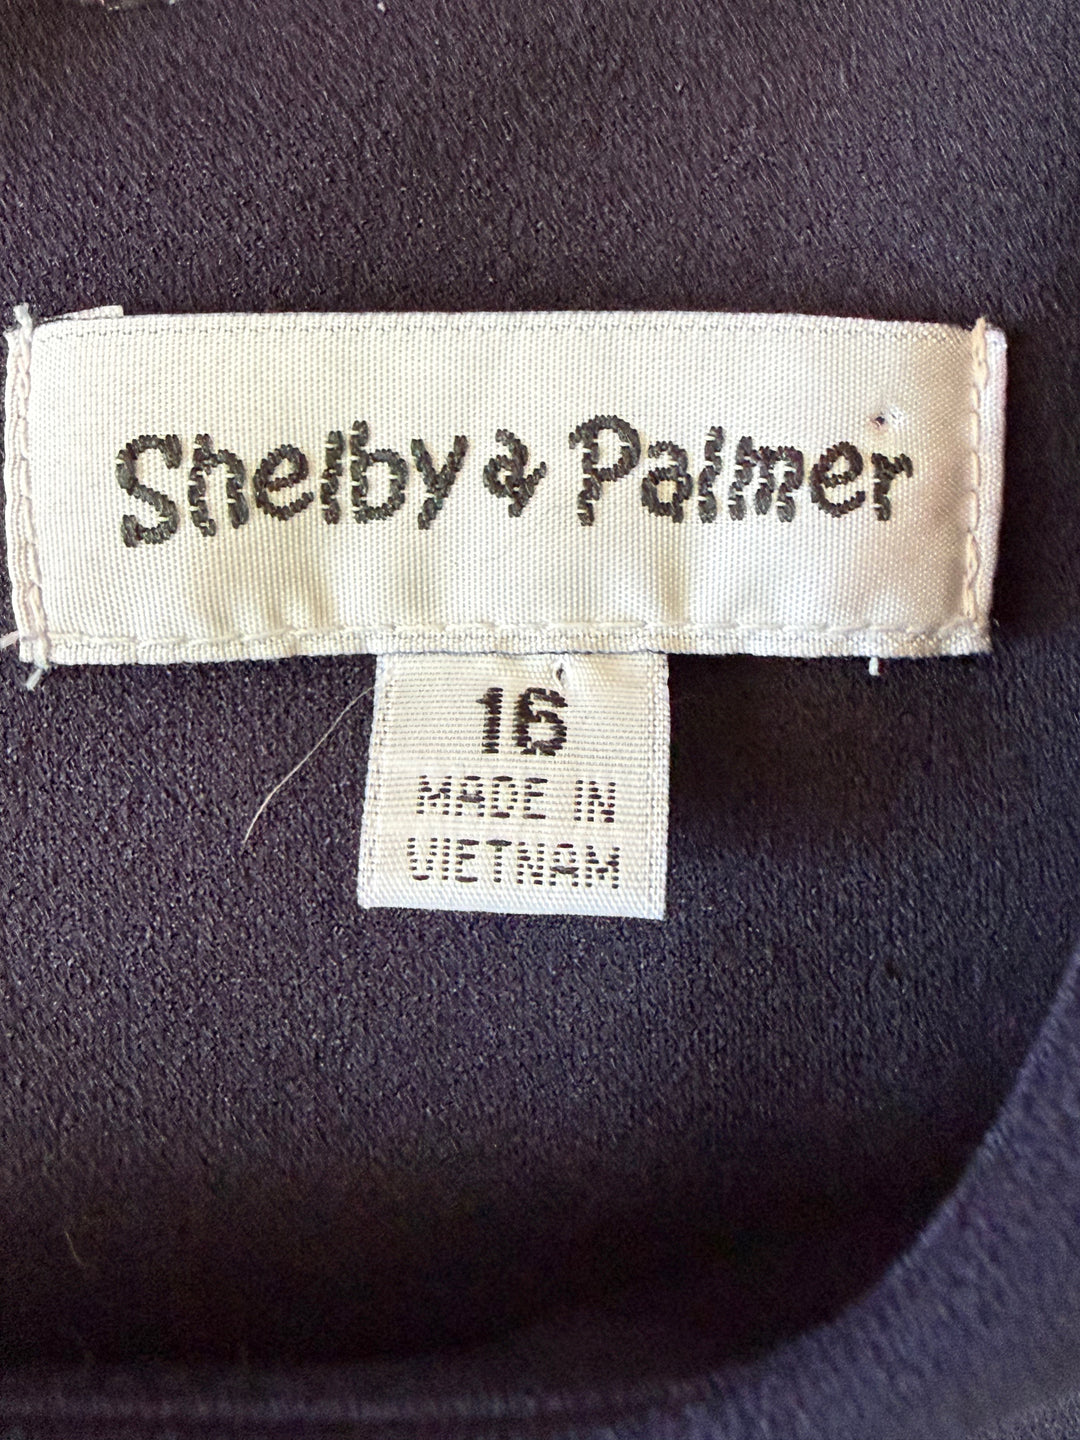 Shelby & Palmer
16
MADE IN
VIETNAM